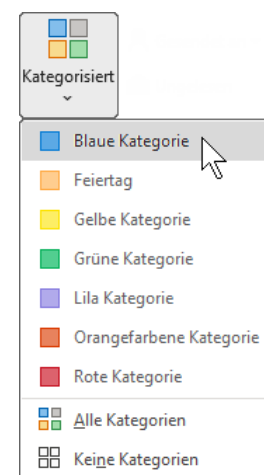 Kategorisiert
Blaue Kategorie
Feiertag
Gelbe Kategorie
Grüne Kategorie
Lila Kategorie
Orangefarbene Kategorie
Rote Kategorie
Alle Kategorien
Keine Kategorien